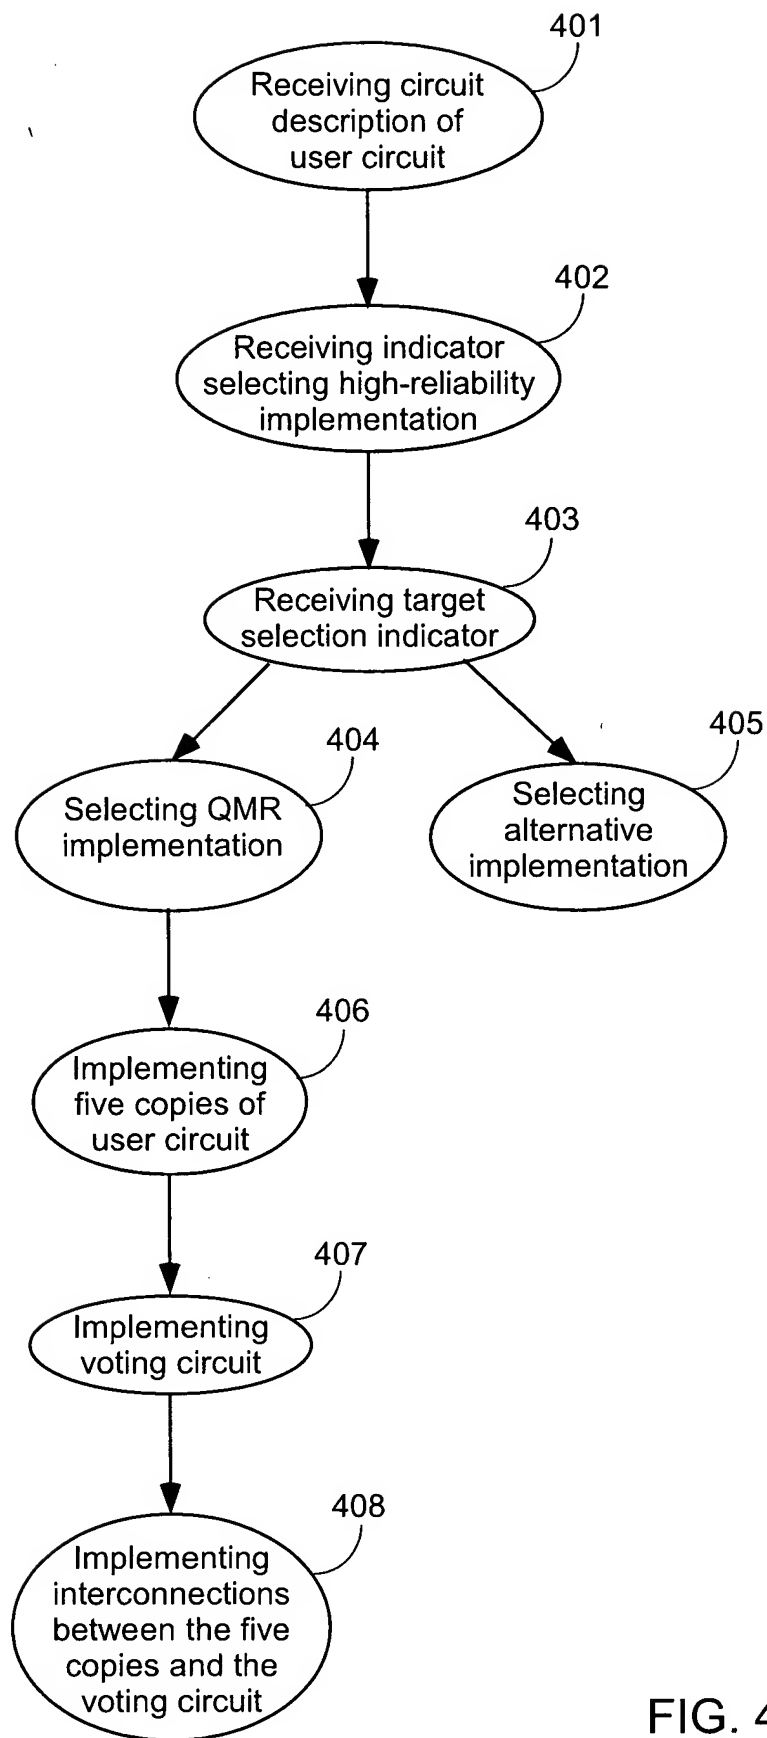 401
Receiving circuit
description of
user circuit
402
Receiving indicator
selecting high-reliability
implementation
403
Receiving target
selection indicator
404
Selecting QMR
implementation
405
Selecting
alternative
implementation
406
Implementing
five copies of
user circuit
407
Implementing
voting circuit
408
Implementing
interconnections
between the five
copies and the
voting circuit
FIG. 4